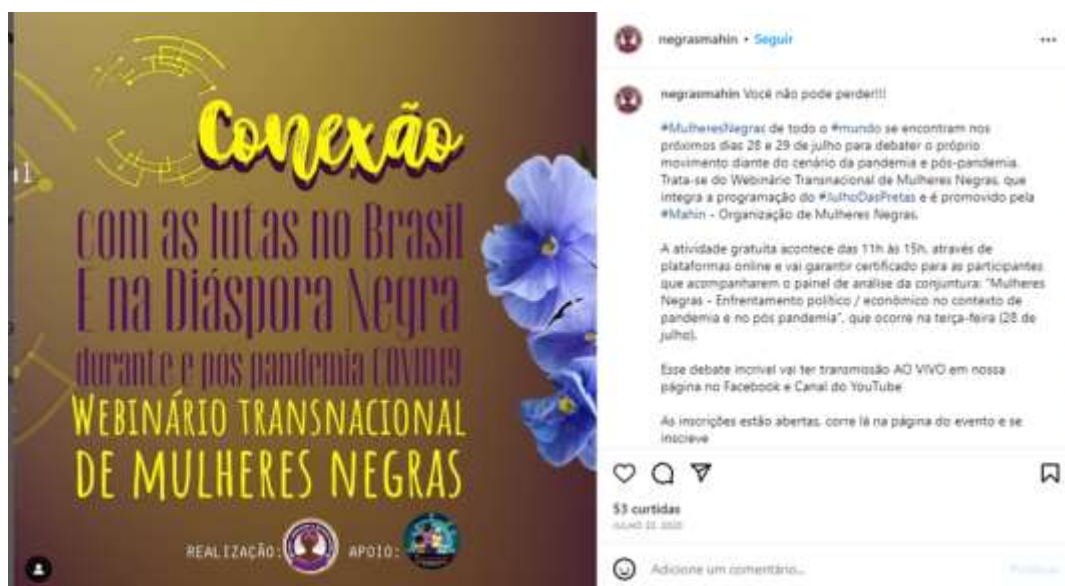 Conexão
com as lutas no Brasil
E na Diáspora Negra
durante e pós pandemia COVID19
WEBINÁRIO TRANSNACIONAL
DE MULHERES NEGRAS
REALIZAÇÃO:
APOIO:
negrasmahin • Seguir
negrasmahin Você não pode perder!!!
#MulheresNegras de todo o #mundo se encontram nos
próximos dias 28 e 29 de julho para debater o próprio
movimento diante do cenário da pandemia e pós-pandemia.
Trata-se do Webinário Transnacional de Mulheres Negras, que
integra a programação do #JulhoDasPretas e é promovido pela
#Mahin - Organização de Mulheres Negras.
A atividade gratuita acontece das 11h às 15h, através de
plataformas online e vai garantir certificado para as participantes
que acompanharem o painel de análise da conjuntura: "Mulheres
Negras - Enfrentamento político / econômico no contexto de
pandemia e no pós pandemia", que ocorre na terça-feira (28 de
julho).
Esse debate incrível vai ter transmissão AO VIVO em nossa
página no Facebook e Canal do YouTube
As inscrições estão abertas, corre lá na página do evento e se
inscreve
53 curtidas
Adicione um comentário...